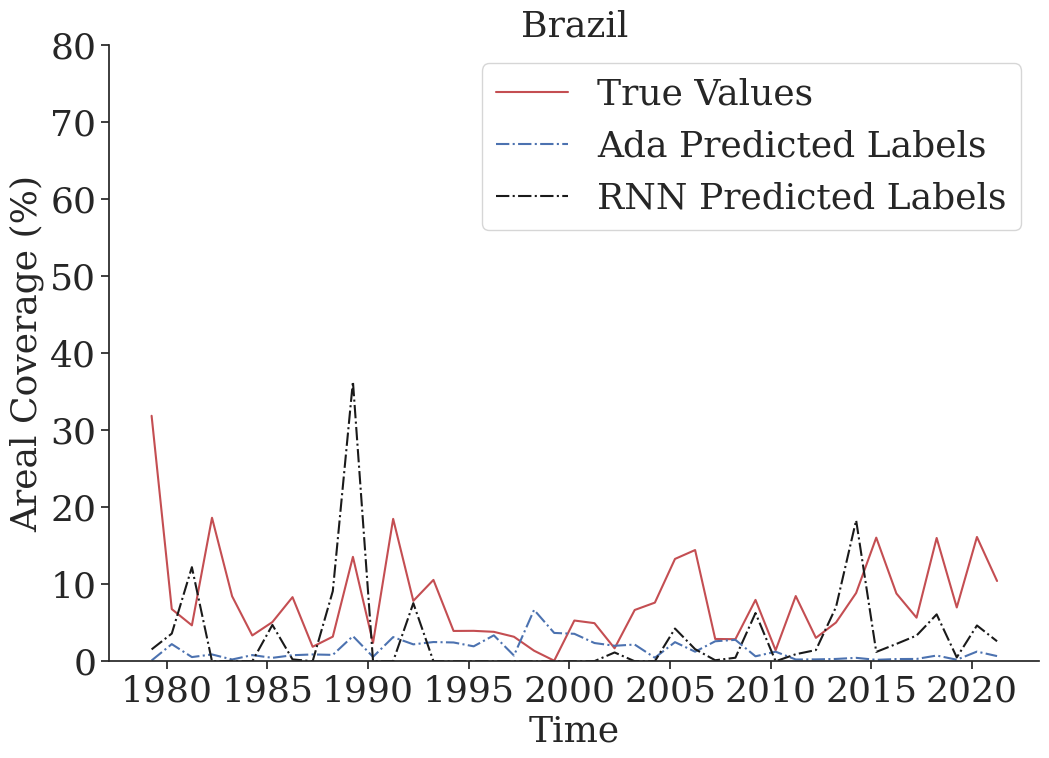 Brazil
80
70
60
50
40
30
20
10
0
Areal Coverage (%)
True Values
Ada Predicted Labels
RNN Predicted Labels
1980 1985 1990 1995 2000 2005 2010 2015 2020
Time